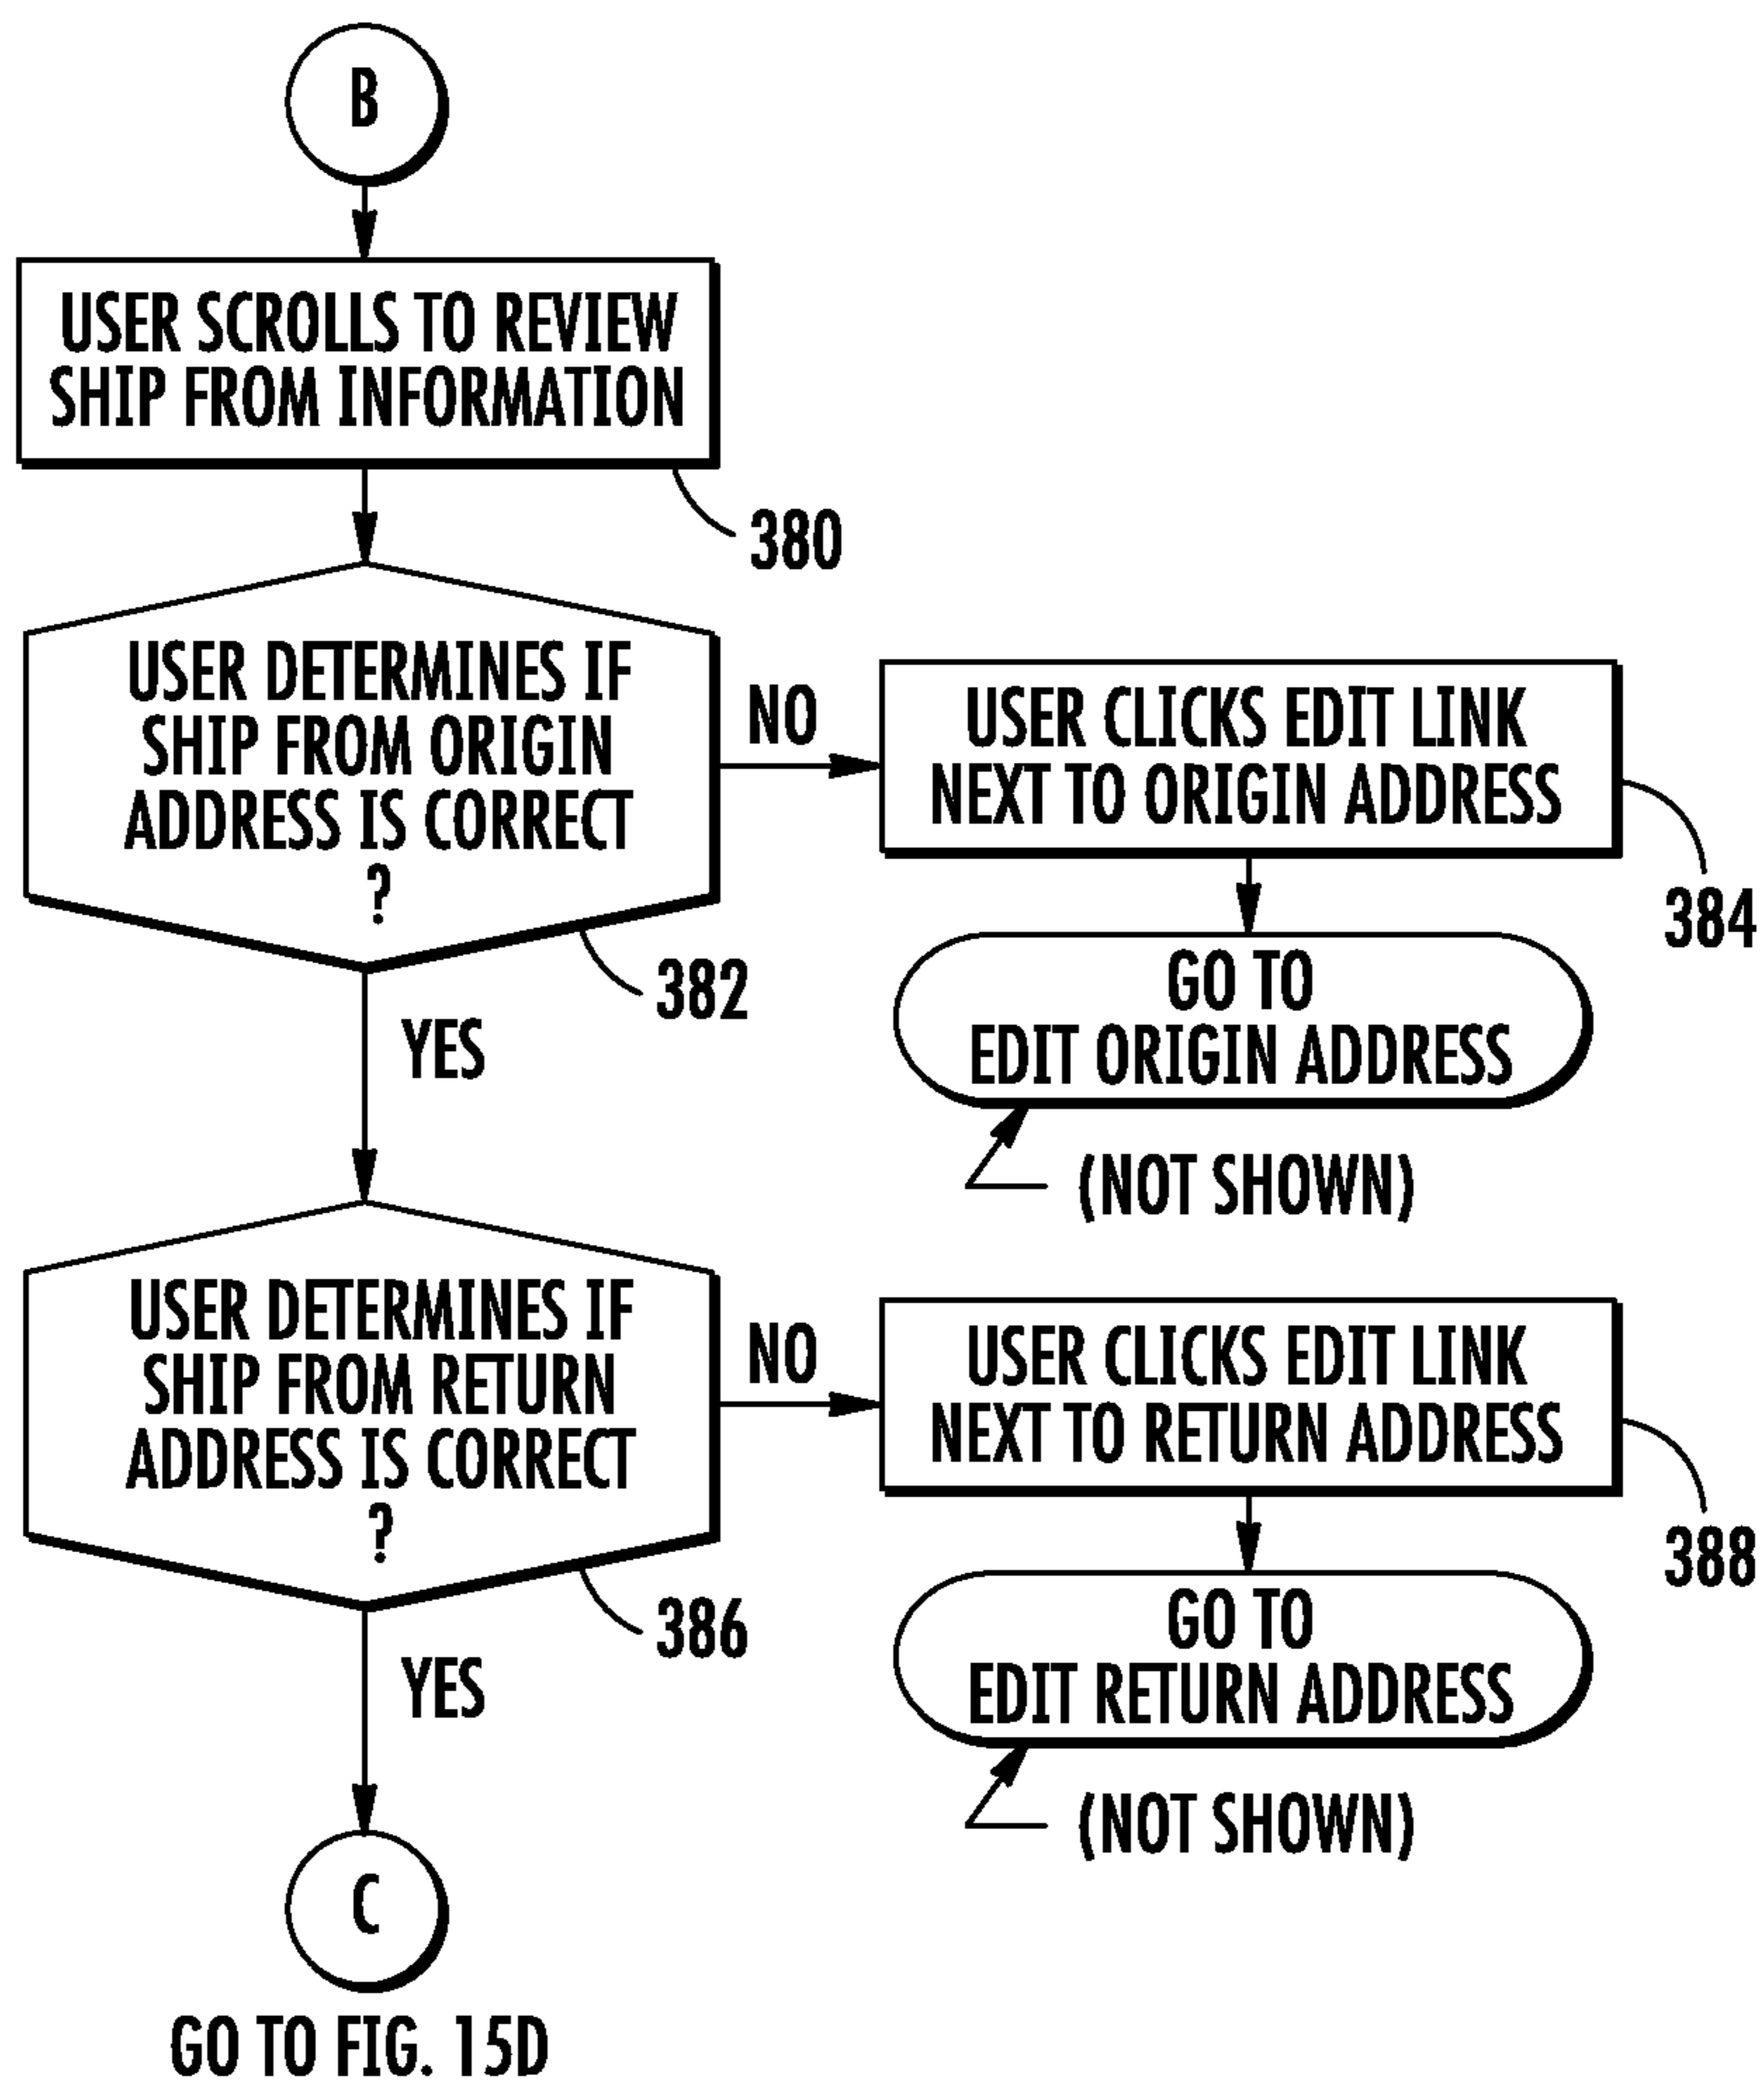 B
USER SCROLLS TO REVIEW
SHIP FROM INFORMATION
380
USER DETERMINES IF
SHIP FROM ORIGIN
ADDRESS IS CORRECT
?
382
NO
USER CLICKS EDIT LINK
NEXT TO ORIGIN ADDRESS
384
GO TO
EDIT ORIGIN ADDRESS
(NOT SHOWN)
YES
USER DETERMINES IF
SHIP FROM RETURN
ADDRESS IS CORRECT
?
386
NO
USER CLICKS EDIT LINK
NEXT TO RETURN ADDRESS
388
GO TO
EDIT RETURN ADDRESS
(NOT SHOWN)
YES
C
GO TO FIG. 15D